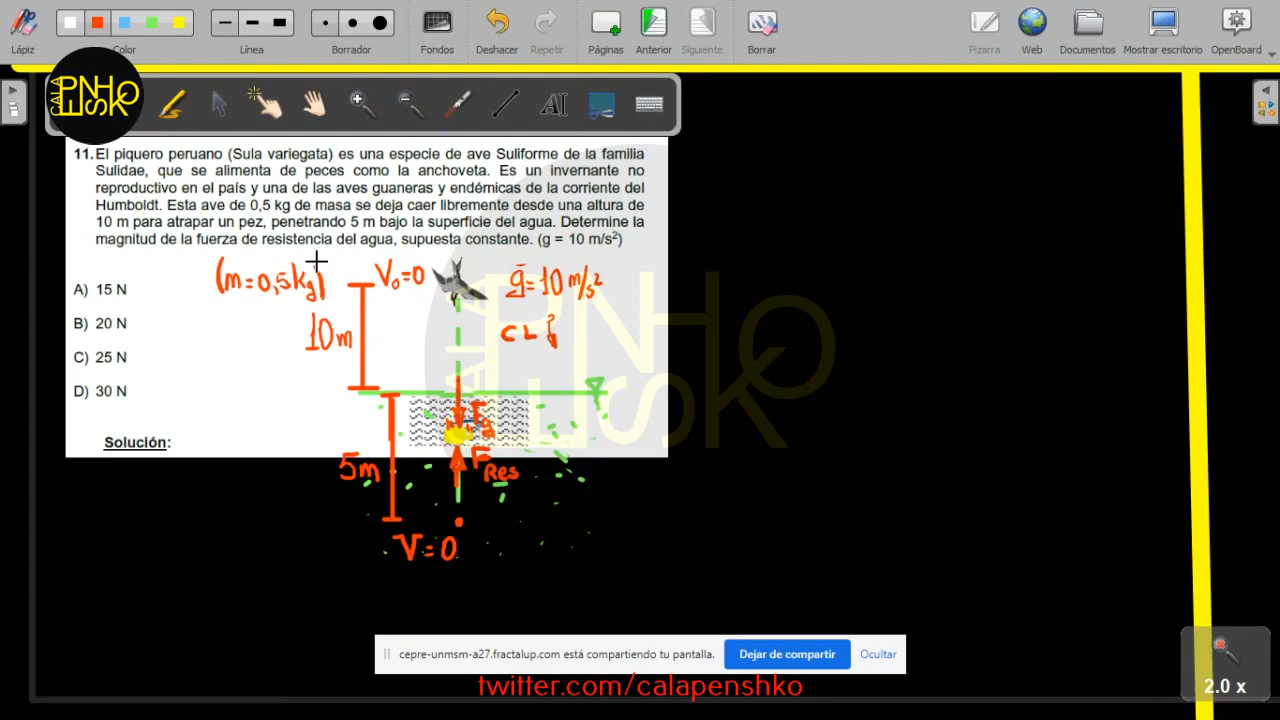 Lápiz
Color
Línea
Borrador
Fondos
Deshacer
Repetir
Páginas
Anterior
Siguiente
Borrar
Pizarra
Web
Documentos
Mostrar escritorio
OpenBoard
CALA
PENSHKO
AI
11. El piquero peruano (Sula variegata) es una especie de ave Suliforme de la familia
Sulidae, que se alimenta de peces como la anchoveta. Es un invernante no
reproductivo en el país y una de las aves guaneras y endémicas de la corriente del
Humboldt. Esta ave de 0,5 kg de masa se deja caer libremente desde una altura de
10 m para atrapar un pez, penetrando 5 m bajo la superficie del agua. Determine la
magnitud de la fuerza de resistencia del agua, supuesta constante. (g = 10 m/s²)
(m=0,5kg)
V₀=0
g=10 m/s²
A) 15 N
10m
CL
B) 20 N
C) 25 N
D) 30 N
Fg
Solución:
5m
FRes
V=0
CALA
PENSHKO
cepre-unmsm-a27.fractalup.com está compartiendo tu pantalla.
Dejar de compartir
Ocultar
twitter.com/calapenshko
2.0 x